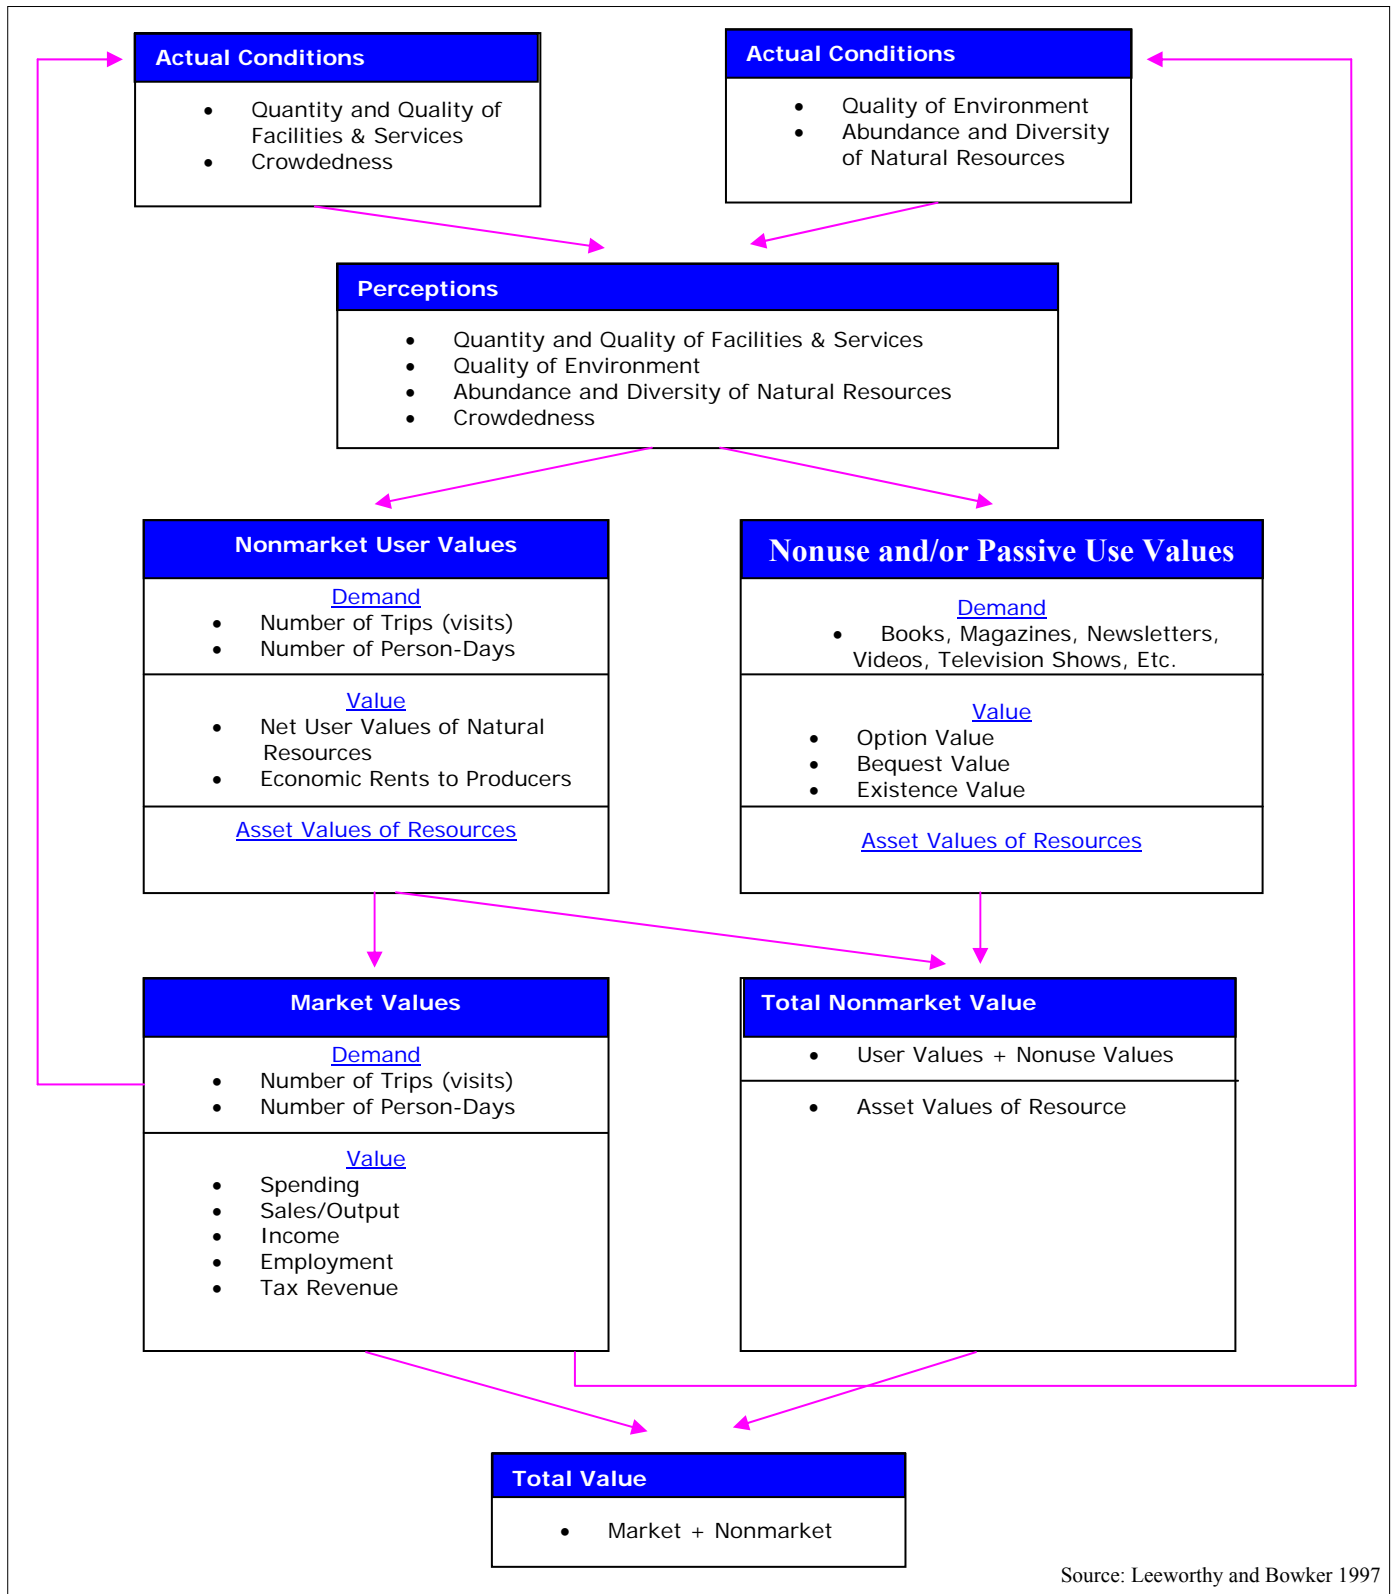 Actual Conditions
• Quantity and Quality of
Facilities & Services
• Crowdedness
Actual Conditions
• Quality of Environment
• Abundance and Diversity
of Natural Resources
Perceptions
• Quantity and Quality of Facilities & Services
• Quality of Environment
• Abundance and Diversity of Natural Resources
• Crowdedness
Nonmarket User Values
Demand
• Number of Trips (visits)
• Number of Person-Days
Value
• Net User Values of Natural
Resources
• Economic Rents to Producers
Asset Values of Resources
Nonuse and/or Passive Use Values
Demand
• Books, Magazines, Newsletters,
Videos, Television Shows, Etc.
Value
• Option Value
• Bequest Value
• Existence Value
Asset Values of Resources
Market Values
Demand
• Number of Trips (visits)
• Number of Person-Days
Value
• Spending
• Sales/Output
• Income
• Employment
• Tax Revenue
Total Nonmarket Value
• User Values + Nonuse Values
• Asset Values of Resource
Total Value
• Market + Nonmarket
Source: Leeworthy and Bowker 1997